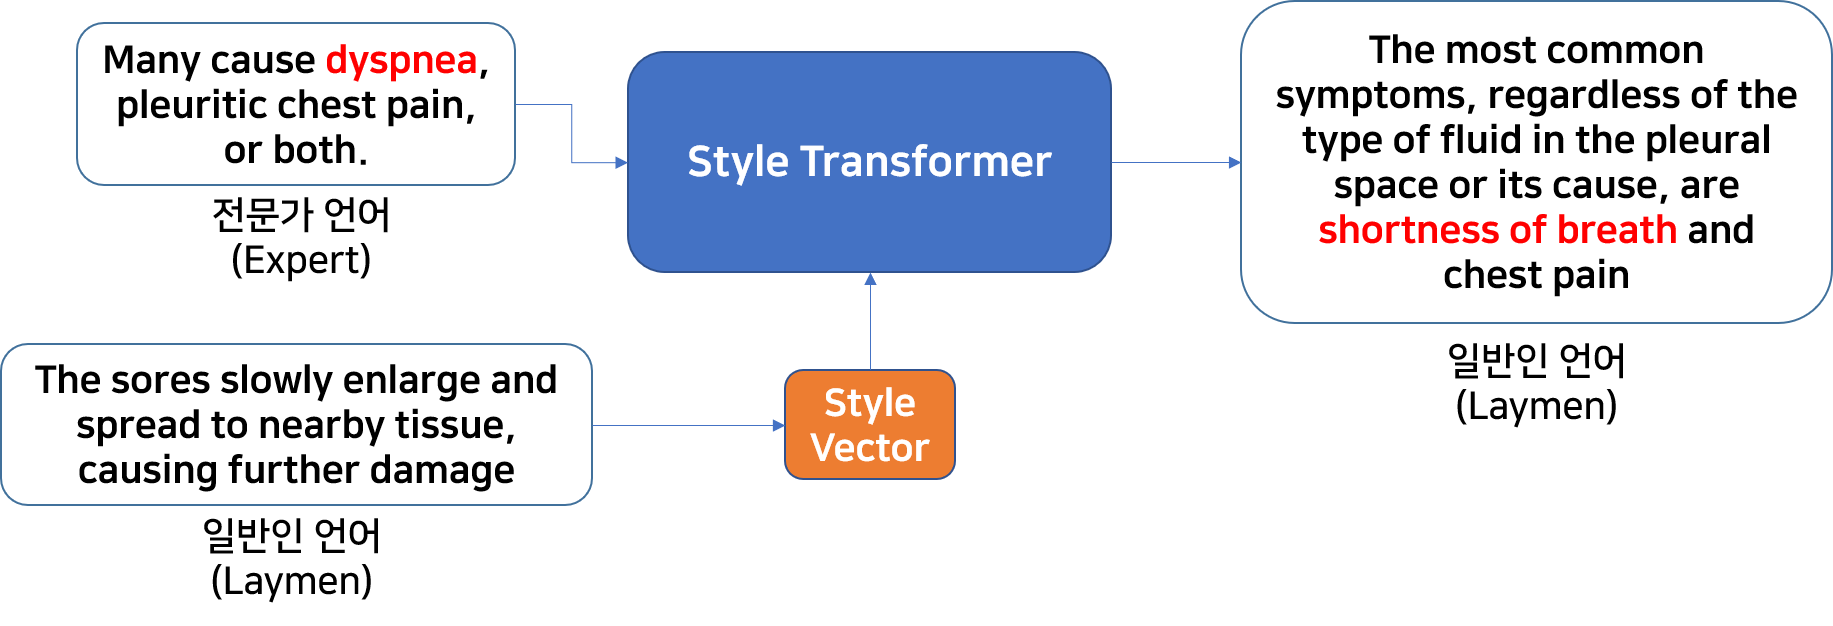 Many cause dyspnea,
pleuritic chest pain,
or both.
전문가 언어
(Expert)
Style Transformer
The most common
symptoms, regardless of the
type of fluid in the pleural
space or its cause, are
shortness of breath and
chest pain
일반인 언어
(Laymen)
The sores slowly enlarge and
spread to nearby tissue,
causing further damage
일반인 언어
(Laymen)
Style
Vector